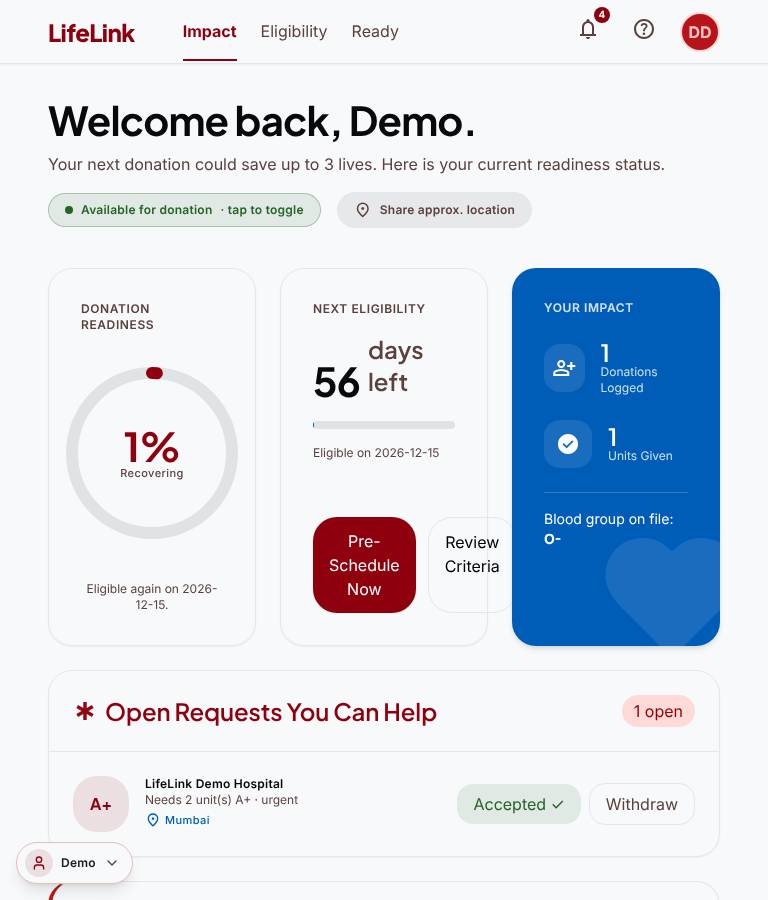 LifeLink
Impact
Eligibility
Ready
4
DD
Welcome back, Demo.
Your next donation could save up to 3 lives. Here is your current readiness status.
Available for donation · tap to toggle
Share approx. location
DONATION
READINESS
1%
Recovering
Eligible again on 2026-
12-15.
NEXT ELIGIBILITY
56 days
left
Eligible on 2026-12-15
Pre-
Schedule
Now
Review
Criteria
YOUR IMPACT
1
Donations
Logged
1
Units Given
Blood group on file:
O-
Open Requests You Can Help
1 open
A+
LifeLink Demo Hospital
Needs 2 unit(s) A+ · urgent
Mumbai
Accepted ✓
Withdraw
Demo